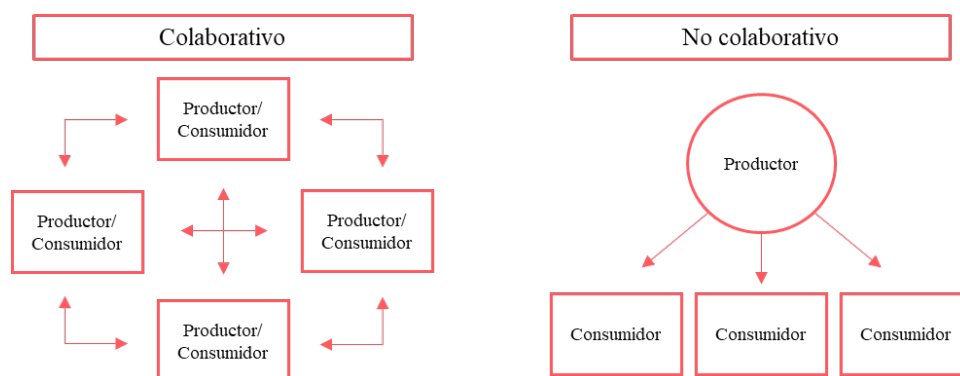 Colaborativo
Productor/
Consumidor
Productor/
Consumidor
Productor/
Consumidor
Productor/
Consumidor
No colaborativo
Productor
Consumidor
Consumidor
Consumidor